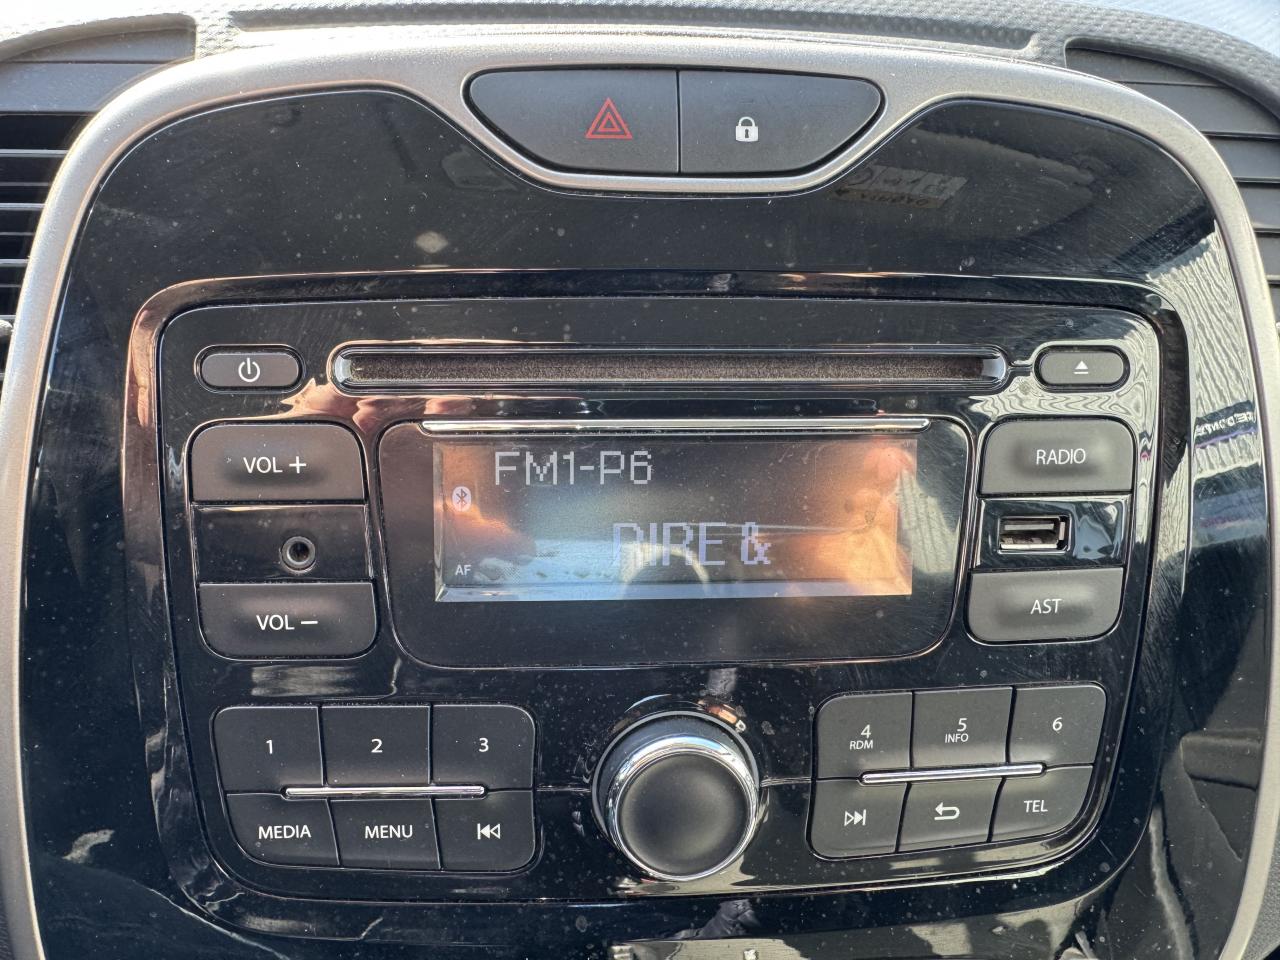 VOL +
RADIO
FM1-P6
DIRE &
AF
VOL −
AST
1
2
3
4
RDM
5
INFO
6
MEDIA
MENU
TEL